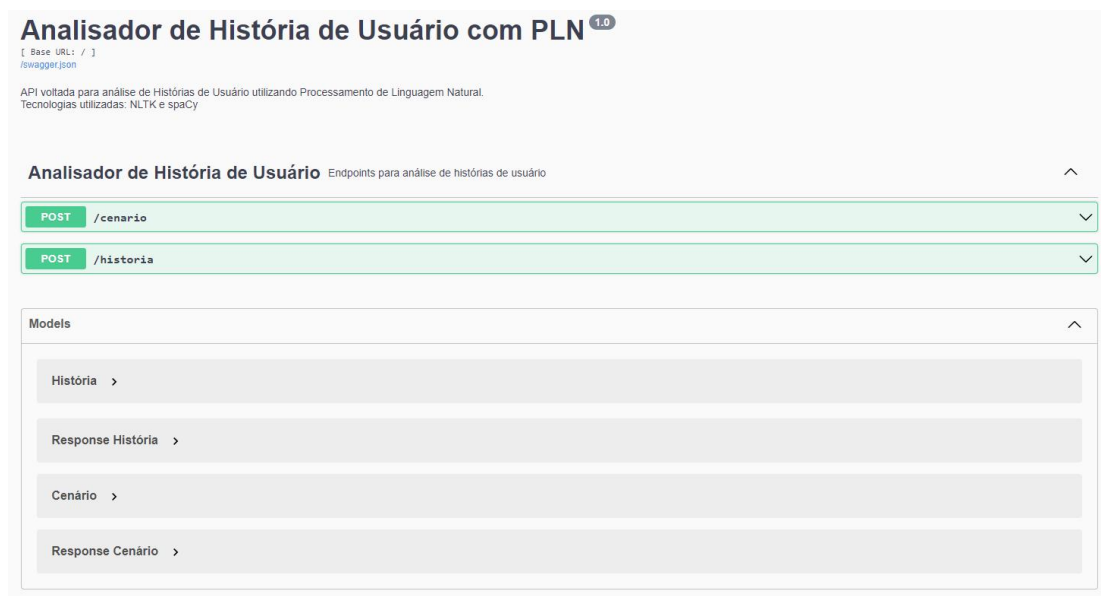 Analisador de História de Usuário com PLN 1.0
[ Base URL: / ]
/swagger.json
API voltada para análise de Histórias de Usuário utilizando Processamento de Linguagem Natural.
Tecnologias utilizadas: NLTK e spaCy
Analisador de História de Usuário Endpoints para análise de histórias de usuário
POST /cenario
POST /historia
Models
História
Response História
Cenário
Response Cenário